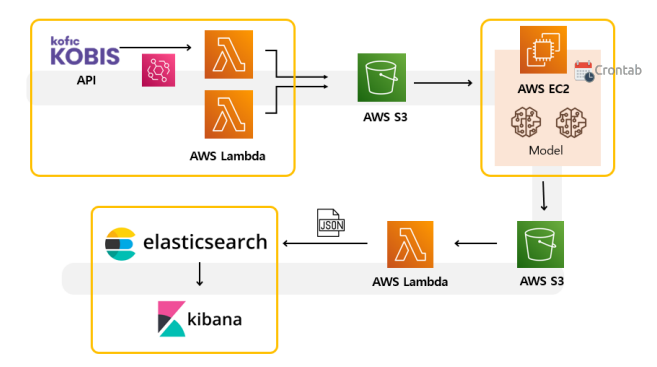 kofic
KOBIS
API
AWS Lambda
AWS S3
AWS EC2
Crontab
Model
elasticsearch
kibana
JSON
AWS Lambda
AWS S3